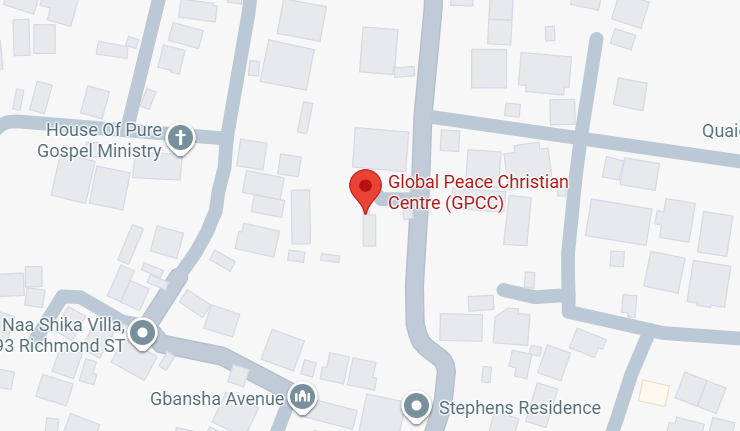 House Of Pure
Gospel Ministry
Quai
Global Peace Christian
Centre (GPCC)
Naa Shika Villa,
93 Richmond ST
Gbansha Avenue
Stephens Residence